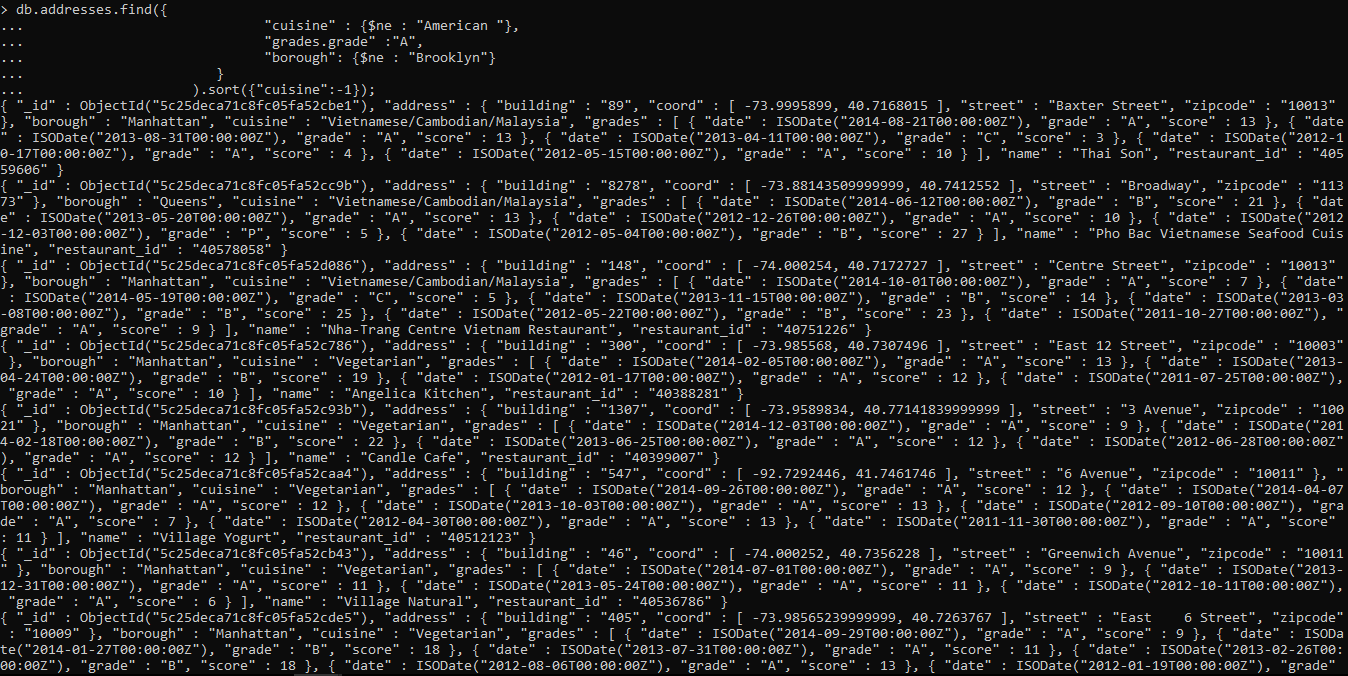 > db.addresses.find({
...                              "cuisine" : {$ne : "American "},
...                              "grades.grade" :"A",
...                              "borough": {$ne : "Brooklyn"}
...                        }
...                     ).sort({"cuisine":-1});
{ "_id" : ObjectId("5c25deca71c8fc05fa52cbe1"), "address" : { "building" : "89", "coord" : [ -73.9995899, 40.7168015 ], "street" : "Baxter Street", "zipcode" : "10013"
}, "borough" : "Manhattan", "cuisine" : "Vietnamese/Cambodian/Malaysia", "grades" : [ { "date" : ISODate("2014-08-21T00:00:00Z"), "grade" : "A", "score" : 13 }, { "date
" : ISODate("2013-08-31T00:00:00Z"), "grade" : "A", "score" : 13 }, { "date" : ISODate("2013-04-11T00:00:00Z"), "grade" : "C", "score" : 3 }, { "date" : ISODate("2012-1
0-17T00:00:00Z"), "grade" : "A", "score" : 4 }, { "date" : ISODate("2012-05-15T00:00:00Z"), "grade" : "A", "score" : 10 } ], "name" : "Thai Son", "restaurant_id" : "405
59606" }
{ "_id" : ObjectId("5c25deca71c8fc05fa52cc9b"), "address" : { "building" : "8278", "coord" : [ -73.88143509999999, 40.7412552 ], "street" : "Broadway", "zipcode" : "113
73" }, "borough" : "Queens", "cuisine" : "Vietnamese/Cambodian/Malaysia", "grades" : [ { "date" : ISODate("2014-06-12T00:00:00Z"), "grade" : "B", "score" : 21 }, { "dat
e" : ISODate("2013-05-20T00:00:00Z"), "grade" : "A", "score" : 13 }, { "date" : ISODate("2012-12-26T00:00:00Z"), "grade" : "A", "score" : 10 }, { "date" : ISODate("2012
-12-03T00:00:00Z"), "grade" : "P", "score" : 5 }, { "date" : ISODate("2012-05-04T00:00:00Z"), "grade" : "B", "score" : 27 } ], "name" : "Pho Bac Vietnamese Seafood Cuis
ine", "restaurant_id" : "40578058" }
{ "_id" : ObjectId("5c25deca71c8fc05fa52d086"), "address" : { "building" : "148", "coord" : [ -74.000254, 40.7172727 ], "street" : "Centre Street", "zipcode" : "10013"
}, "borough" : "Manhattan", "cuisine" : "Vietnamese/Cambodian/Malaysia", "grades" : [ { "date" : ISODate("2014-10-01T00:00:00Z"), "grade" : "A", "score" : 7 }, { "date"
 : ISODate("2014-05-19T00:00:00Z"), "grade" : "C", "score" : 5 }, { "date" : ISODate("2013-11-15T00:00:00Z"), "grade" : "B", "score" : 14 }, { "date" : ISODate("2013-03
-08T00:00:00Z"), "grade" : "B", "score" : 25 }, { "date" : ISODate("2012-05-22T00:00:00Z"), "grade" : "B", "score" : 23 }, { "date" : ISODate("2011-10-27T00:00:00Z"), "
grade" : "A", "score" : 9 } ], "name" : "Nha-Trang Centre Vietnam Restaurant", "restaurant_id" : "40751226" }
{ "_id" : ObjectId("5c25deca71c8fc05fa52c786"), "address" : { "building" : "300", "coord" : [ -73.985568, 40.7307496 ], "street" : "East 12 Street", "zipcode" : "10003"
 }, "borough" : "Manhattan", "cuisine" : "Vegetarian", "grades" : [ { "date" : ISODate("2014-02-05T00:00:00Z"), "grade" : "A", "score" : 13 }, { "date" : ISODate("2013-
04-24T00:00:00Z"), "grade" : "B", "score" : 19 }, { "date" : ISODate("2012-01-17T00:00:00Z"), "grade" : "A", "score" : 12 }, { "date" : ISODate("2011-07-25T00:00:00Z"),
 "grade" : "A", "score" : 10 } ], "name" : "Angelica Kitchen", "restaurant_id" : "40388281" }
{ "_id" : ObjectId("5c25deca71c8fc05fa52c93b"), "address" : { "building" : "1307", "coord" : [ -73.9589834, 40.77141839999999 ], "street" : "3 Avenue", "zipcode" : "100
21" }, "borough" : "Manhattan", "cuisine" : "Vegetarian", "grades" : [ { "date" : ISODate("2014-12-03T00:00:00Z"), "grade" : "A", "score" : 9 }, { "date" : ISODate("201
4-02-18T00:00:00Z"), "grade" : "B", "score" : 22 }, { "date" : ISODate("2013-06-25T00:00:00Z"), "grade" : "A", "score" : 12 }, { "date" : ISODate("2012-06-28T00:00:00Z"
), "grade" : "A", "score" : 12 } ], "name" : "Candle Cafe", "restaurant_id" : "40399007" }
{ "_id" : ObjectId("5c25deca71c8fc05fa52caa4"), "address" : { "building" : "547", "coord" : [ -92.7292446, 41.7461746 ], "street" : "6 Avenue", "zipcode" : "10011" }, "
borough" : "Manhattan", "cuisine" : "Vegetarian", "grades" : [ { "date" : ISODate("2014-09-26T00:00:00Z"), "grade" : "A", "score" : 12 }, { "date" : ISODate("2014-04-07
T00:00:00Z"), "grade" : "A", "score" : 12 }, { "date" : ISODate("2013-10-03T00:00:00Z"), "grade" : "A", "score" : 13 }, { "date" : ISODate("2012-09-10T00:00:00Z"), "gra
de" : "A", "score" : 7 }, { "date" : ISODate("2012-04-30T00:00:00Z"), "grade" : "A", "score" : 13 }, { "date" : ISODate("2011-11-30T00:00:00Z"), "grade" : "A", "score"
: 11 } ], "name" : "Village Yogurt", "restaurant_id" : "40512123" }
{ "_id" : ObjectId("5c25deca71c8fc05fa52cb43"), "address" : { "building" : "46", "coord" : [ -74.000252, 40.7356228 ], "street" : "Greenwich Avenue", "zipcode" : "10011
" }, "borough" : "Manhattan", "cuisine" : "Vegetarian", "grades" : [ { "date" : ISODate("2014-07-01T00:00:00Z"), "grade" : "A", "score" : 9 }, { "date" : ISODate("2013-
12-31T00:00:00Z"), "grade" : "A", "score" : 11 }, { "date" : ISODate("2013-05-24T00:00:00Z"), "grade" : "A", "score" : 11 }, { "date" : ISODate("2012-10-11T00:00:00Z"),
 "grade" : "A", "score" : 6 } ], "name" : "Village Natural", "restaurant_id" : "40536786" }
{ "_id" : ObjectId("5c25deca71c8fc05fa52cde5"), "address" : { "building" : "405", "coord" : [ -73.98565239999999, 40.7263767 ], "street" : "East    6 Street", "zipcode"
 : "10009" }, "borough" : "Manhattan", "cuisine" : "Vegetarian", "grades" : [ { "date" : ISODate("2014-09-29T00:00:00Z"), "grade" : "A", "score" : 9 }, { "date" : ISODa
te("2014-01-27T00:00:00Z"), "grade" : "B", "score" : 18 }, { "date" : ISODate("2013-07-31T00:00:00Z"), "grade" : "A", "score" : 11 }, { "date" : ISODate("2013-02-26T00:
00:00Z"), "grade" : "B", "score" : 18 }, { "date" : ISODate("2012-08-06T00:00:00Z"), "grade" : "A", "score" : 13 }, { "date" : ISODate("2012-01-19T00:00:00Z"), "grade"